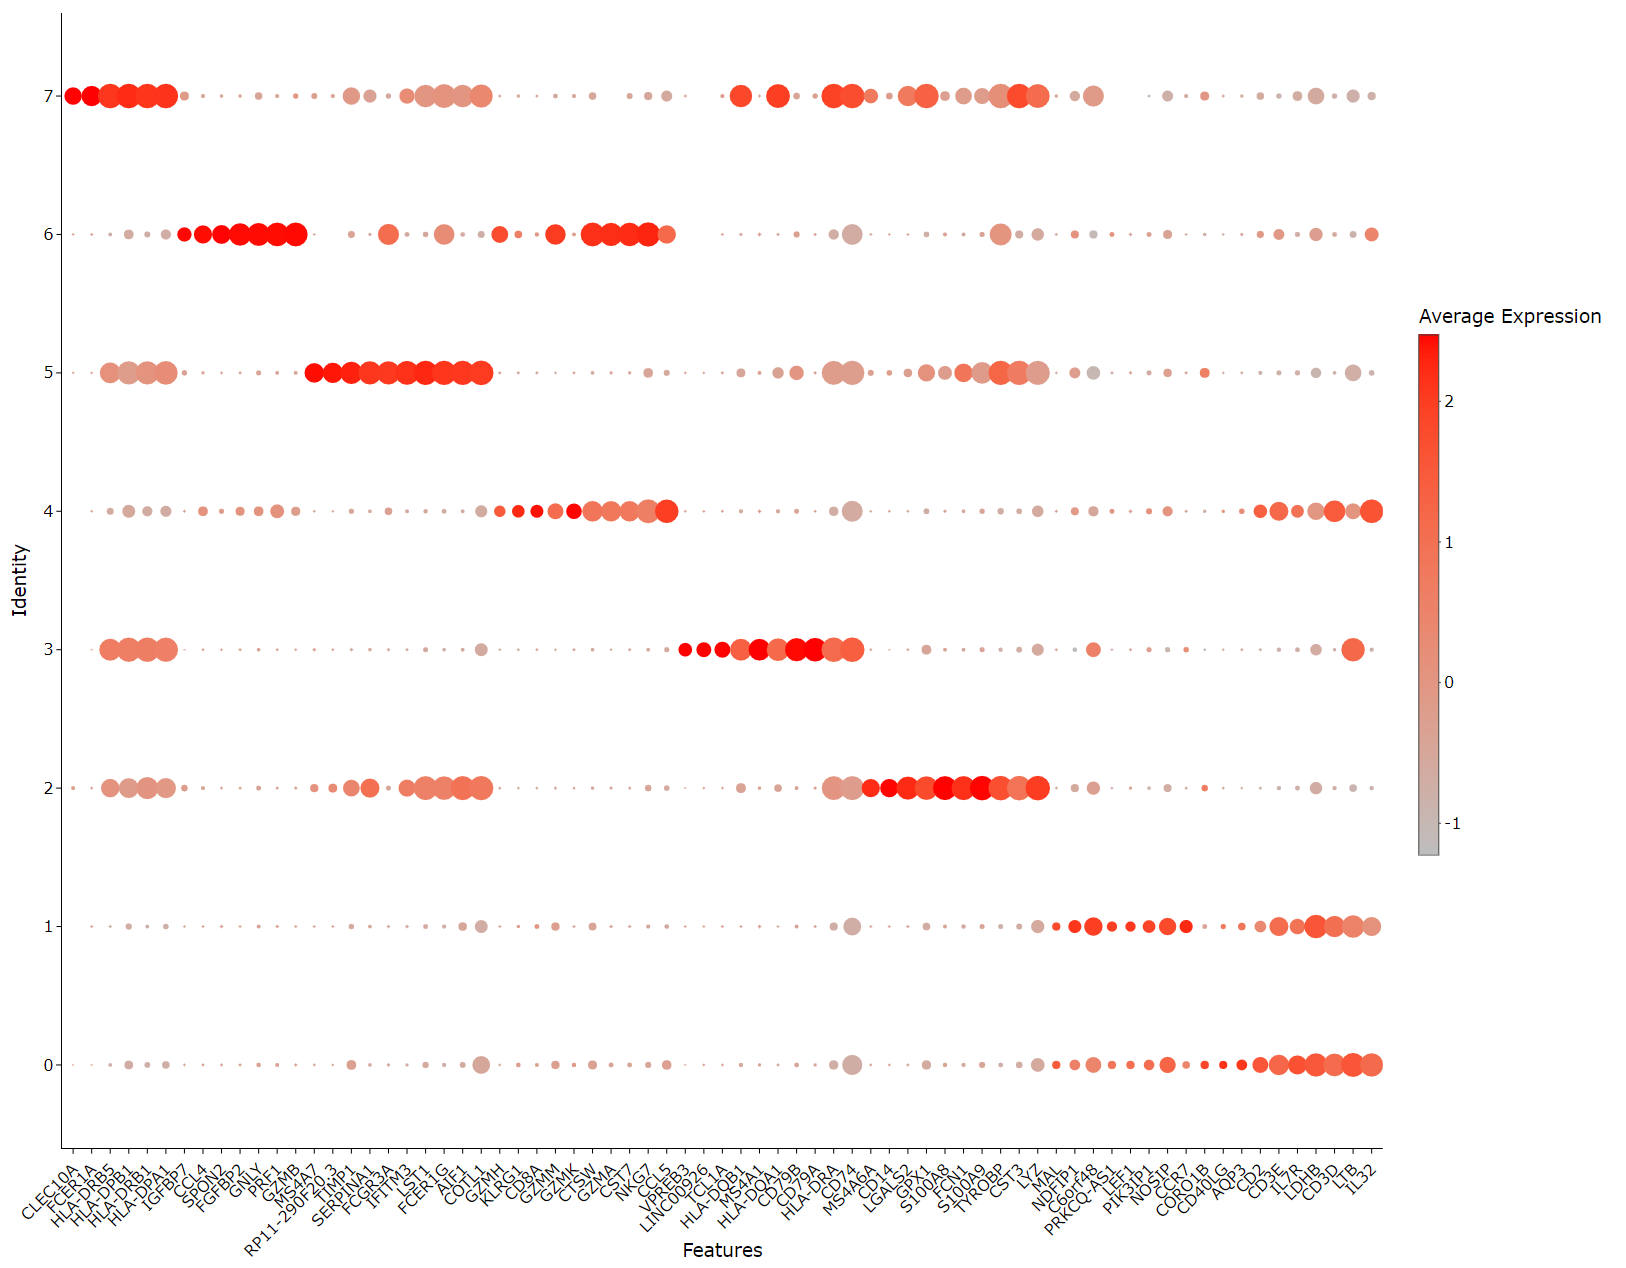 7
6
5
4
3
2
1
0
Identity
CLEC10A
FCER1A
HLA-DRB5
HLA-DPB1
HLA-DRB1
HLA-DPA1
IGFBP7
CCL4
SPON2
FGFBP2
GNLY
PRF1
GZMB
MS4A7
RP11-290F20.3
TIMP1
SERPINA1
FCGR3A
IFITM3
LST1
FCER1G
AIF1
COTL1
GZMH
KLRG1
CD8A
GZMM
GZMK
CTSW
GZMA
CST7
NKG7
CCL5
VPREB3
LINC00926
TCL1A
HLA-DQB1
MS4A1
HLA-DQA1
CD79B
CD79A
HLA-DRA
CD74
MS4A6A
CD14
LGALS2
GPX1
S100A8
FCN1
S100A9
TYROBP
CST3
LYZ
MAL
NDFIP1
C6orf48
PRKCQ-AS1
LEF1
PIK3IP1
NOSIP
CCR7
CORO1B
CD40LG
AQP3
CD2
CD3E
IL7R
LDHB
CD3D
LTB
IL32
Features
Average Expression
2
1
0
-1